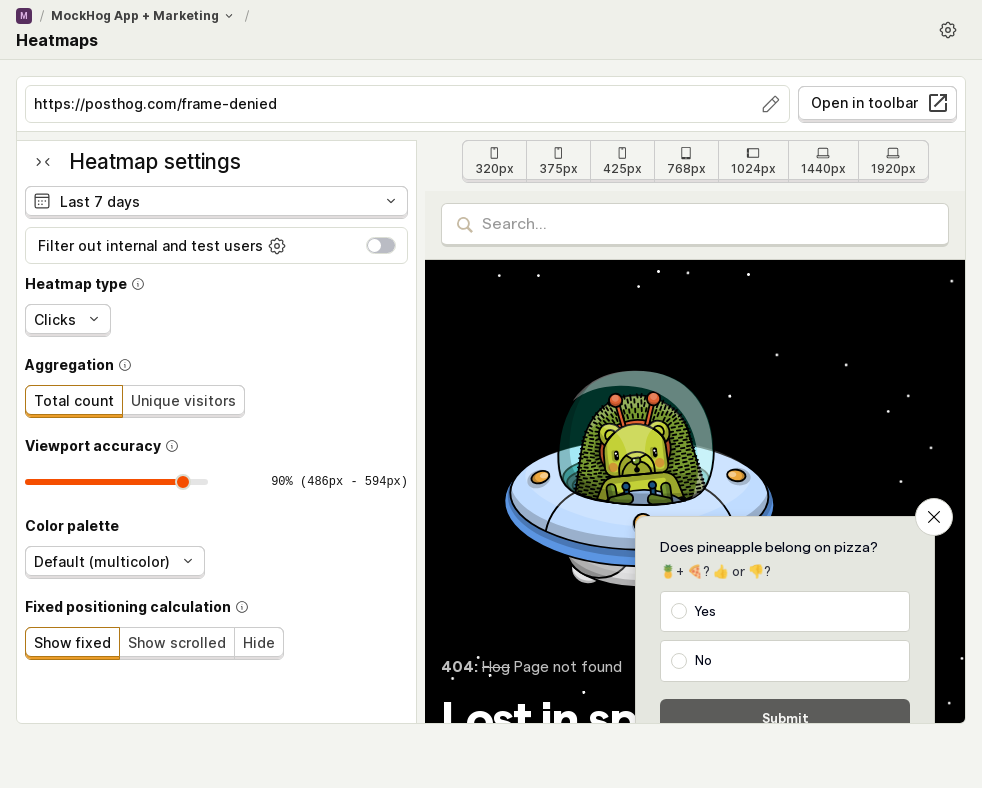 M / MockHog App + Marketing /
Heatmaps
https://posthog.com/frame-denied
Open in toolbar
Heatmap settings
Last 7 days
Filter out internal and test users
Heatmap type
Clicks
Aggregation
Total count Unique visitors
Viewport accuracy
90% (486px - 594px)
Color palette
Default (multicolor)
Fixed positioning calculation
Show fixed Show scrolled Hide
320px 375px 425px 768px 1024px 1440px 1920px
Search...
Does pineapple belong on pizza?
🍍+ 🍕? 👍 or 👎?
Yes
No
Submit
404: Hog Page not found
Lost in sp